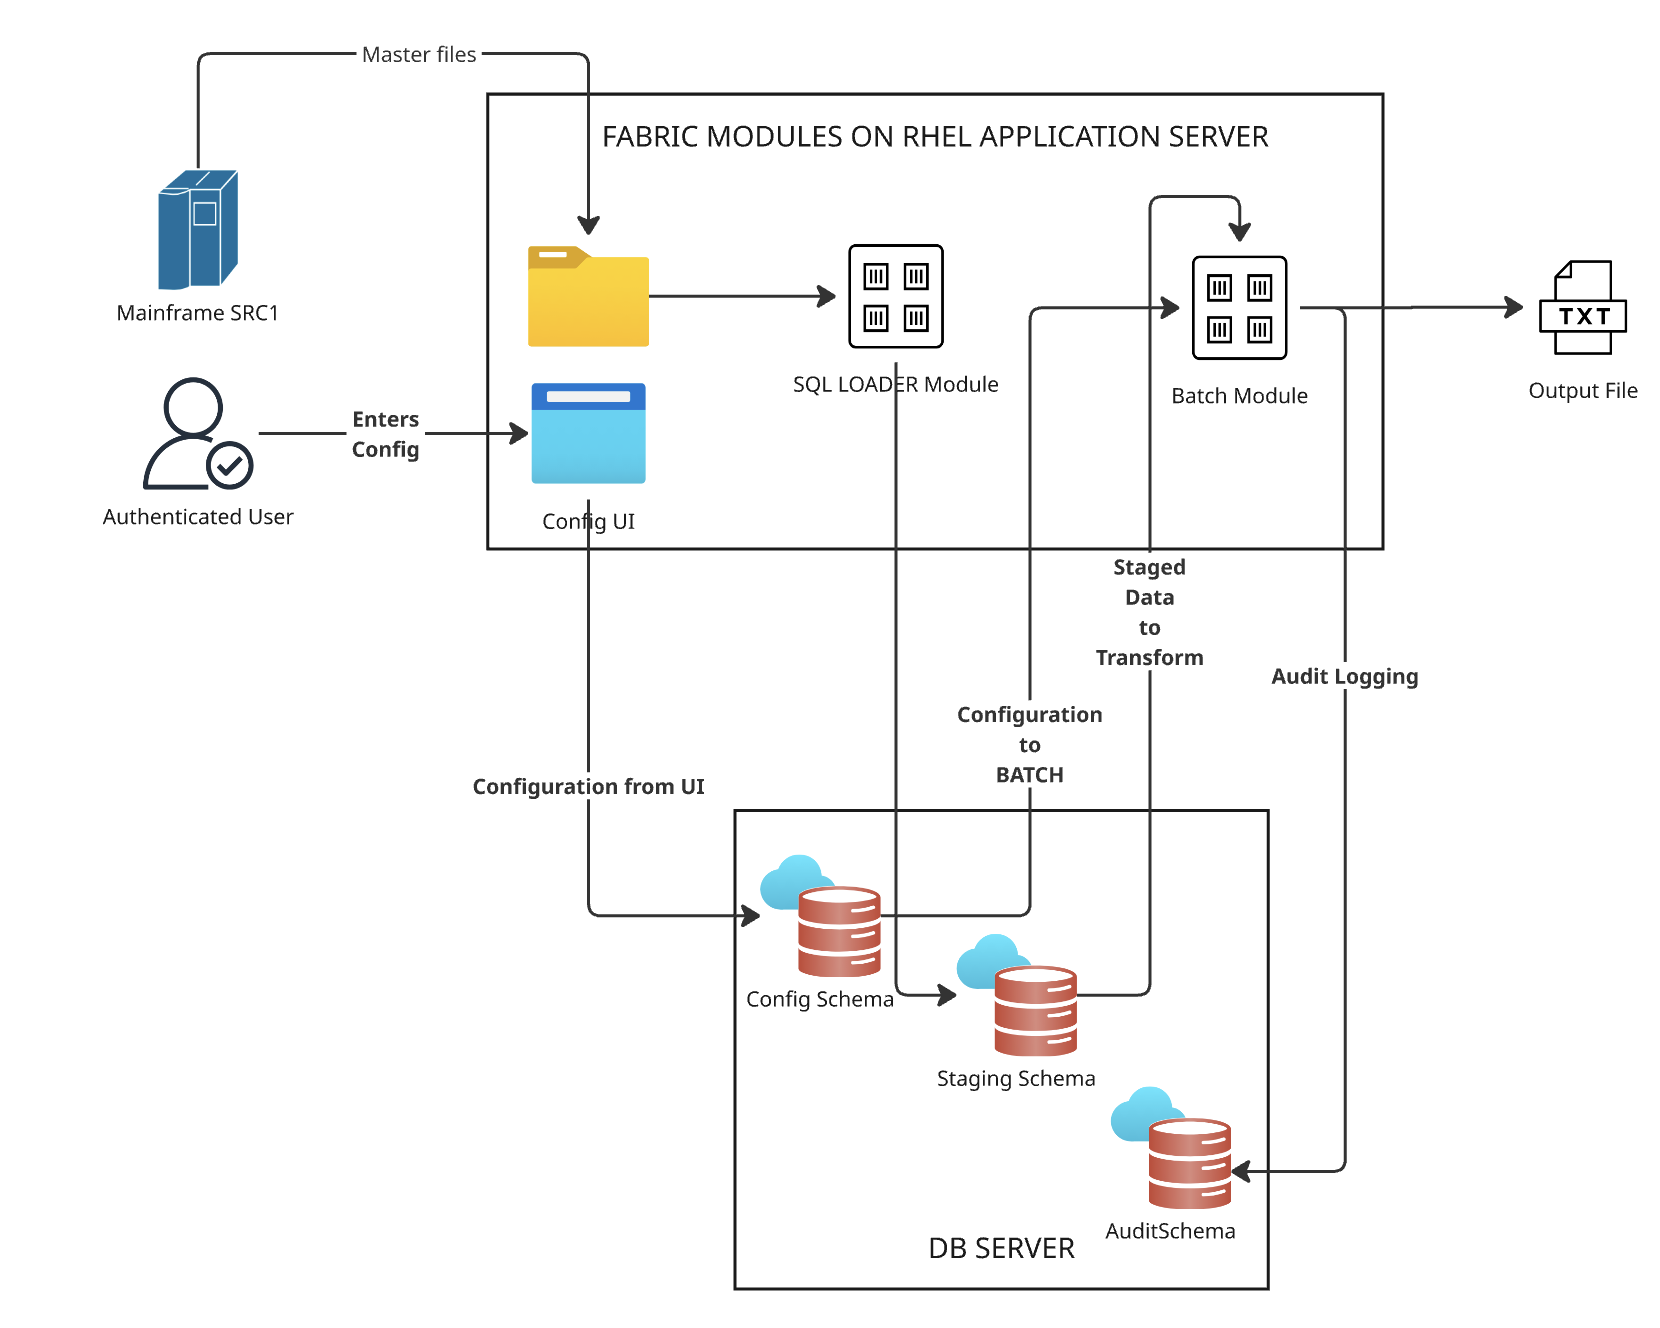 Master files
FABRIC MODULES ON RHEL APPLICATION SERVER
Mainframe SRC1
SQL LOADER Module
Batch Module
TXT
Output File
Enters
Config
Authenticated User
Config UI
Staged
Data
to
Transform
Audit Logging
Configuration
to
BATCH
Configuration from UI
Config Schema
Staging Schema
AuditSchema
DB SERVER